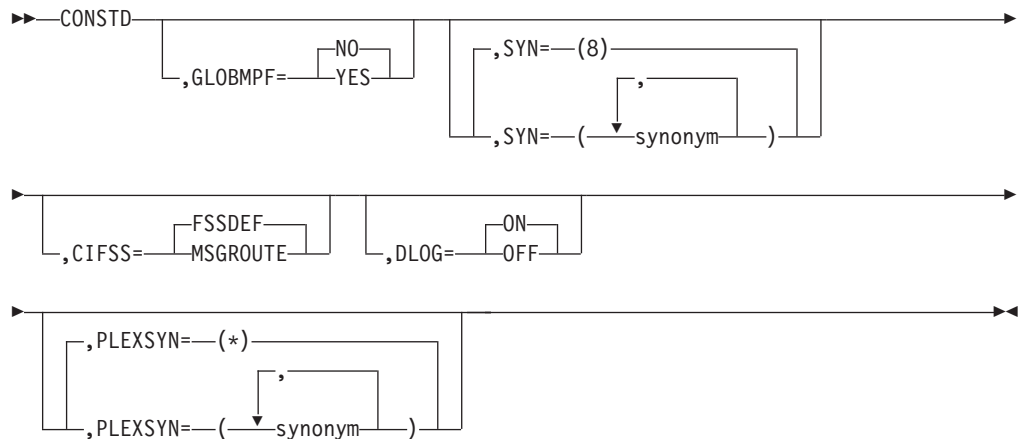 CONSTD
NO
,GLOBMPF= YES
,SYN= (8)
,
,SYN= ( synonym )
FSSDEF
,CIFSS= MSGROUTE
ON
,DLOG= OFF
,PLEXSYN= (*)
,
,PLEXSYN= ( synonym )